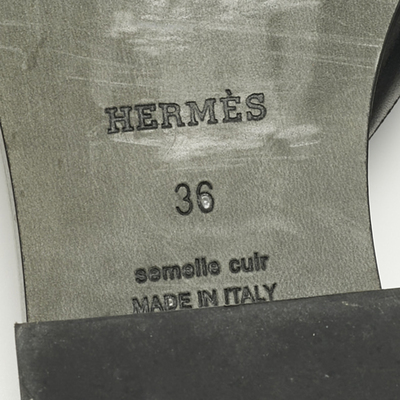 HERMÈS
36
semelle cuir
MADE IN ITALY